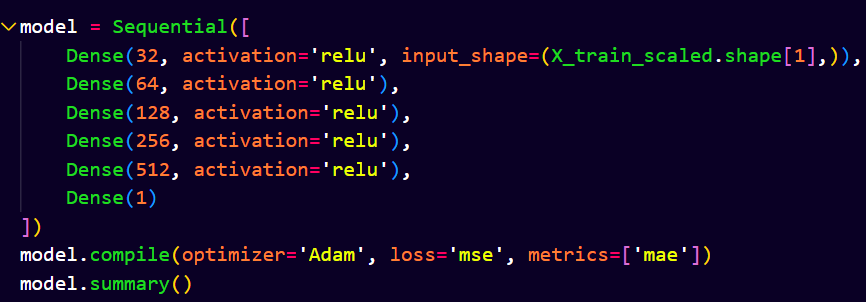 model = Sequential([
    Dense(32, activation='relu', input_shape=(X_train_scaled.shape[1],)),
    Dense(64, activation='relu'),
    Dense(128, activation='relu'),
    Dense(256, activation='relu'),
    Dense(512, activation='relu'),
    Dense(1)
])
model.compile(optimizer='Adam', loss='mse', metrics=['mae'])
model.summary()